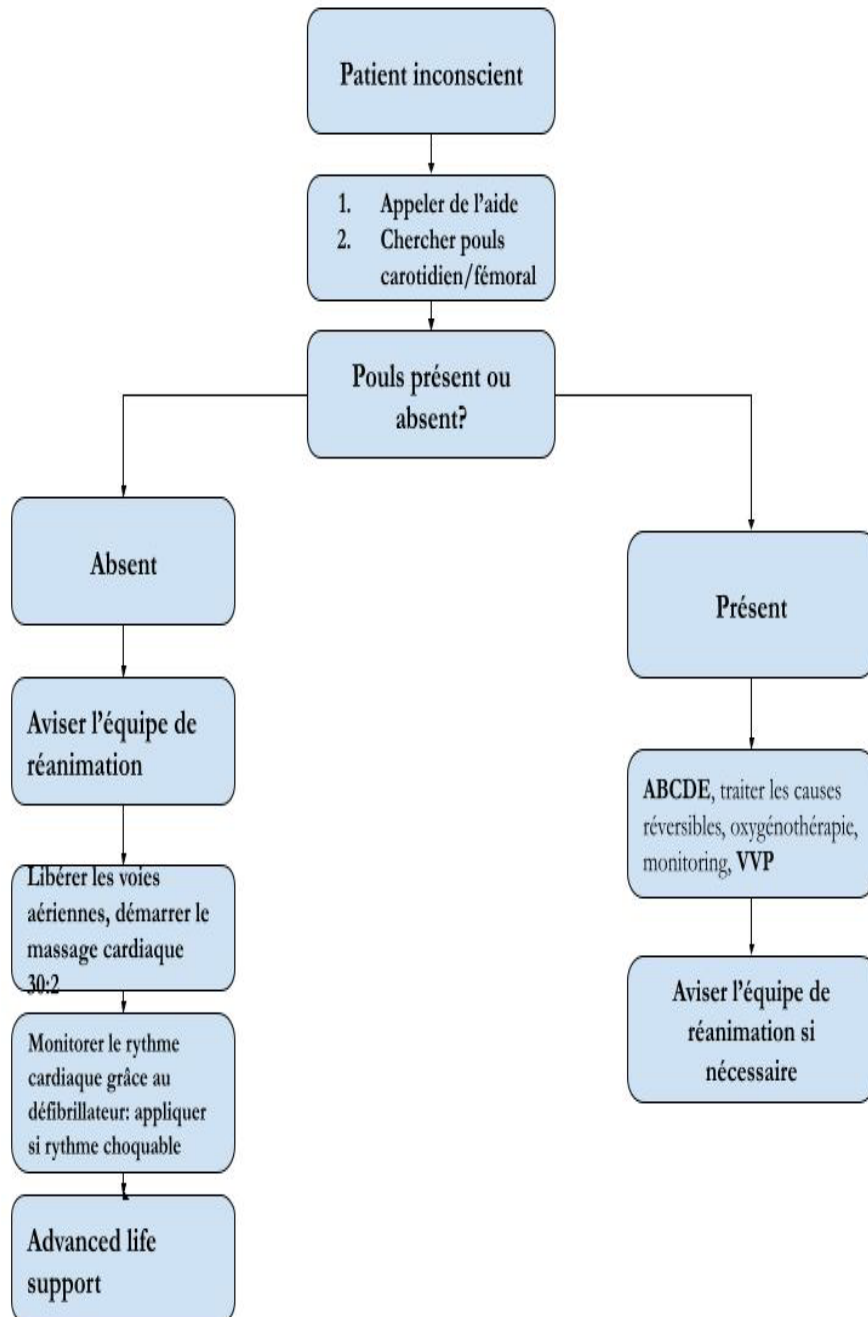 Patient inconscient
1. Appeler de l'aide
2. Chercher pouls
carotidien/fémoral
Pouls présent ou
absent?
Absent
Aviser l'équipe de
réanimation
Libérer les voies
aériennes, démarrer le
massage cardiaque
30:2
Monitorer le rythme
cardiaque grâce au
défibrillateur: appliquer
si rythme choquable
Advanced life
support
Présent
ABCDE, traiter les causes
réversibles, oxygénothérapie,
monitoring, VVP
Aviser l'équipe de
réanimation si
nécessaire